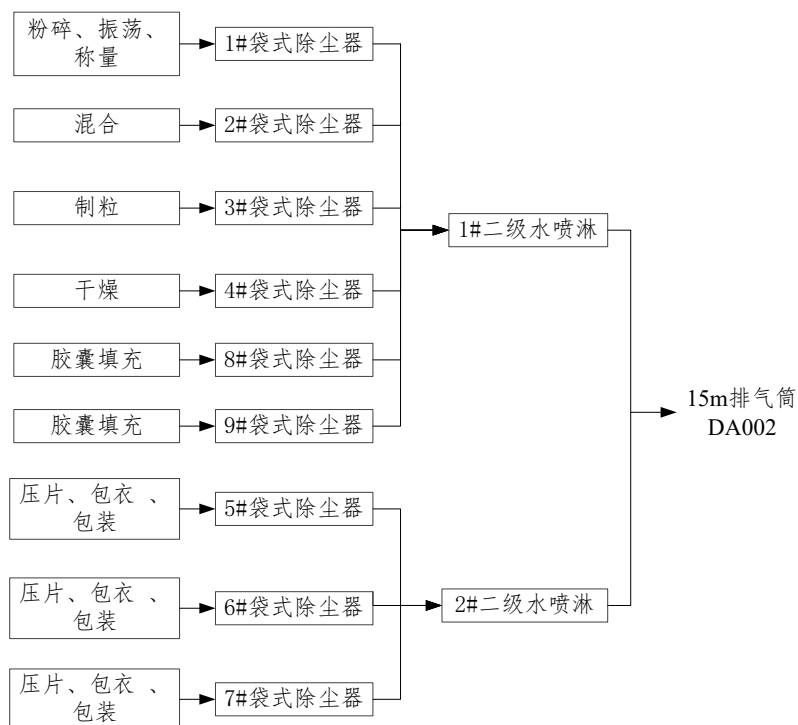 粉碎、振荡、
称量
1#袋式除尘器
混合
2#袋式除尘器
制粒
3#袋式除尘器
1#二级水喷淋
干燥
4#袋式除尘器
胶囊填充
8#袋式除尘器
胶囊填充
9#袋式除尘器
15m排气筒
DA002
压片、包衣 、
包装
5#袋式除尘器
压片、包衣 、
包装
6#袋式除尘器
2#二级水喷淋
压片、包衣 、
包装
7#袋式除尘器